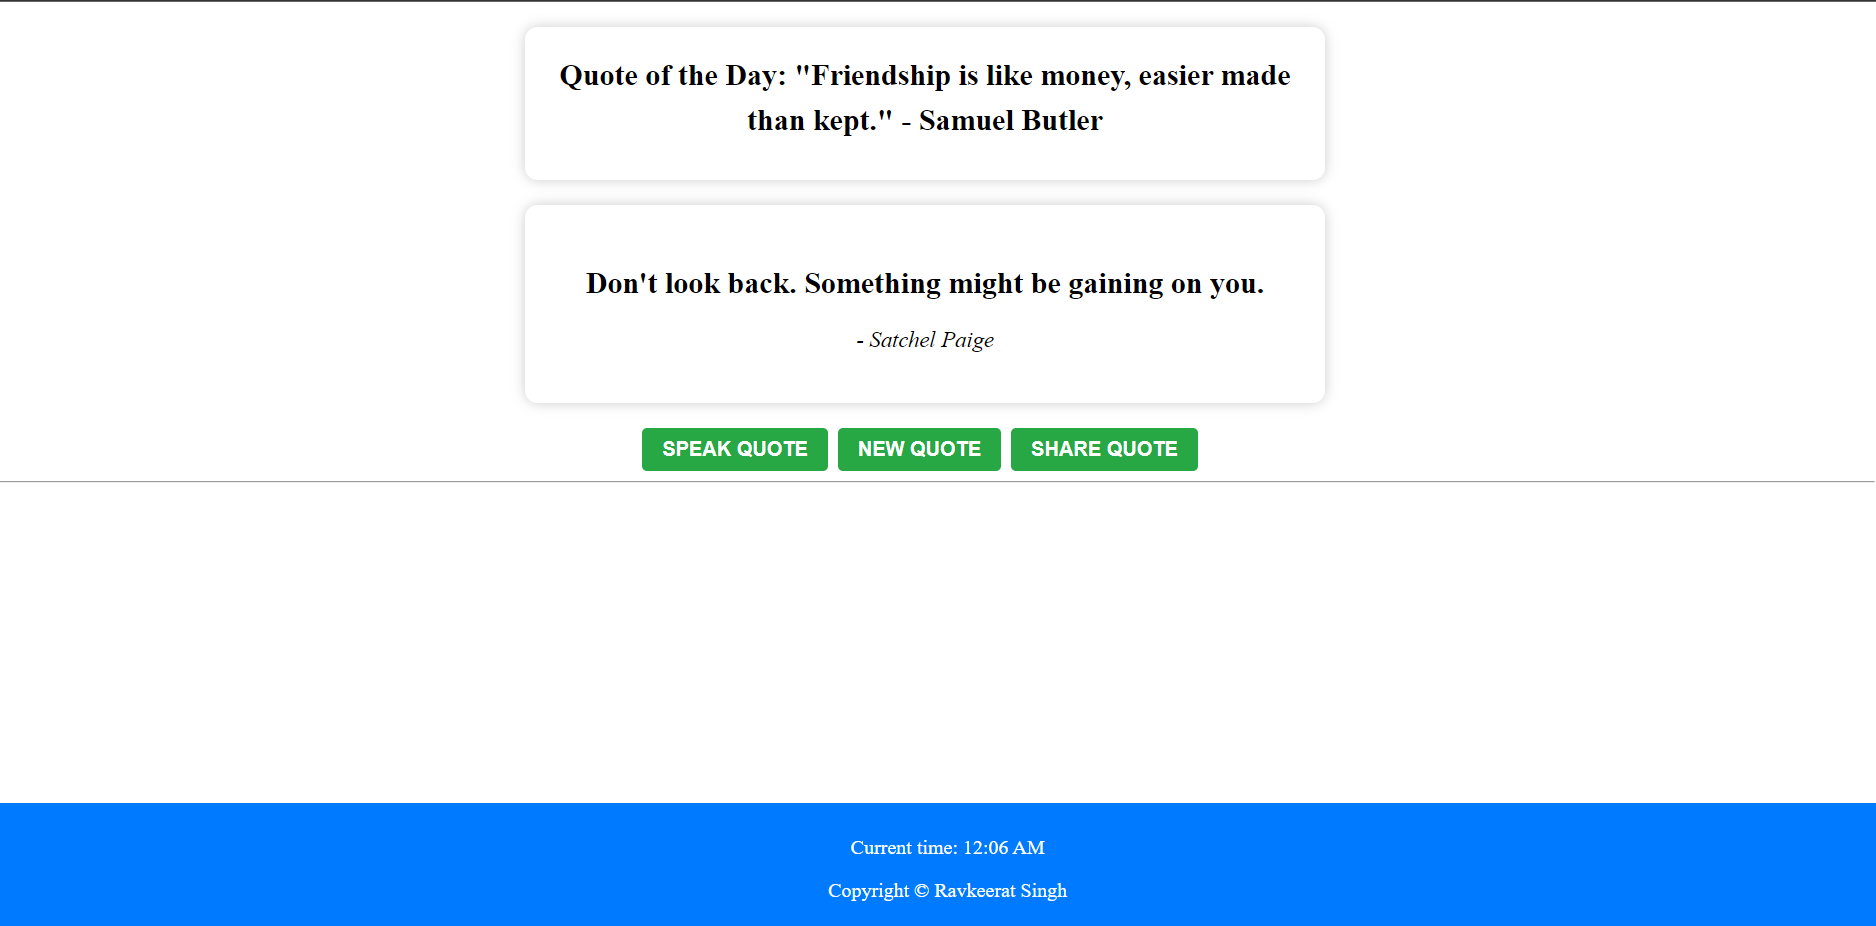 Quote of the Day: "Friendship is like money, easier made
than kept." - Samuel Butler
Don't look back. Something might be gaining on you.
- Satchel Paige
SPEAK QUOTE NEW QUOTE SHARE QUOTE
Current time: 12:06 AM
Copyright © Ravkeerat Singh